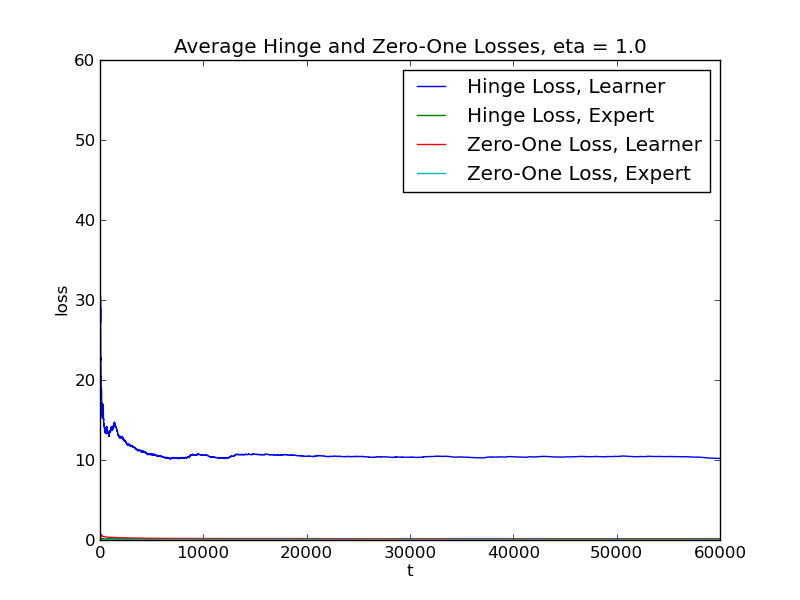 Average Hinge and Zero-One Losses, eta = 1.0
60
50
40
30
20
10
0
loss
Hinge Loss, Learner
Hinge Loss, Expert
Zero-One Loss, Learner
Zero-One Loss, Expert
0 10000 20000 30000 40000 50000 60000
t